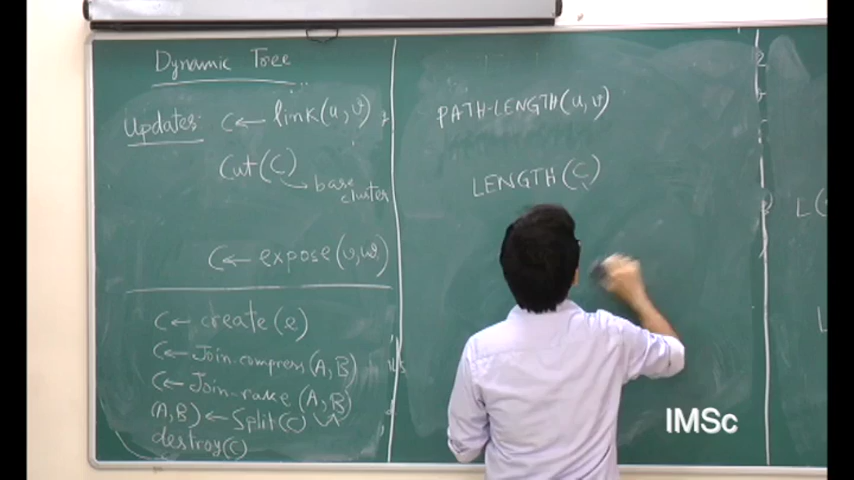 Dynamic Tree
Updates: C ← link(u, v)
Cut(C)
base
cluster
C ← expose(v, w)
C ← create(e)
C ← Join-compress(A, B)
C ← Join-rake(A, B)
(A, B) ← Split(C)
destroy(C)
PATH-LENGTH(u, v)
LENGTH(C)
L(
L
IMSc